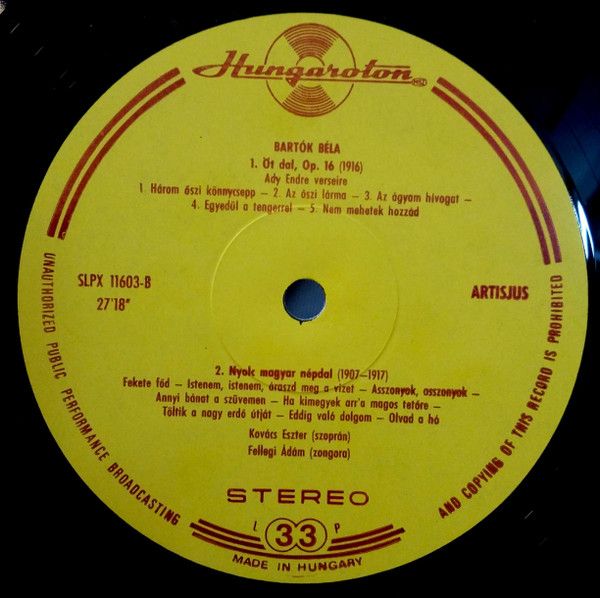 Hungaroton
BARTÓK BÉLA
1. Öt dal, Op. 16 (1916)
Ady Endre verseire
1. Három őszi könnycsepp – 2. Az őszi lárma – 3. Az ágyam hívogat –
4. Egyedül a tengerrel – 5. Nem mehetek hozzád
SLPX 11603-B
27'18"
ARTISJUS
2. Nyolc magyar népdal (1907–1917)
Fekete főd – Istenem, istenem, áraszd meg a vizet – Asszonyok, asszonyok –
Annyi bánat a szüvemen – Ha kimegyek arr'a magos tetőre –
Töltik a nagy erdő útját – Eddig való dolgom – Olvad a hó
Kovács Eszter (szoprán)
Fellegi Ádám (zongora)
STEREO
L 33 P
MADE IN HUNGARY
UNAUTHORIZED PUBLIC PERFORMANCE BROADCASTING
AND COPYING OF THIS RECORD IS PROHIBITED